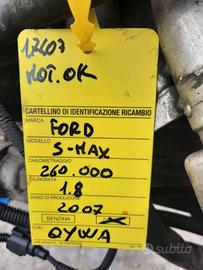 17607
MOT. OK
CARTELLINO DI IDENTIFICAZIONE RICAMBIO
MARCA
FORD
MODELLO
S-MAX
CHILOMETRAGGIO
260.000
CILINDRATA
1.8
ANNO DI PRODUZIONE
2007
BENZINA
COD.
QYWA
subito